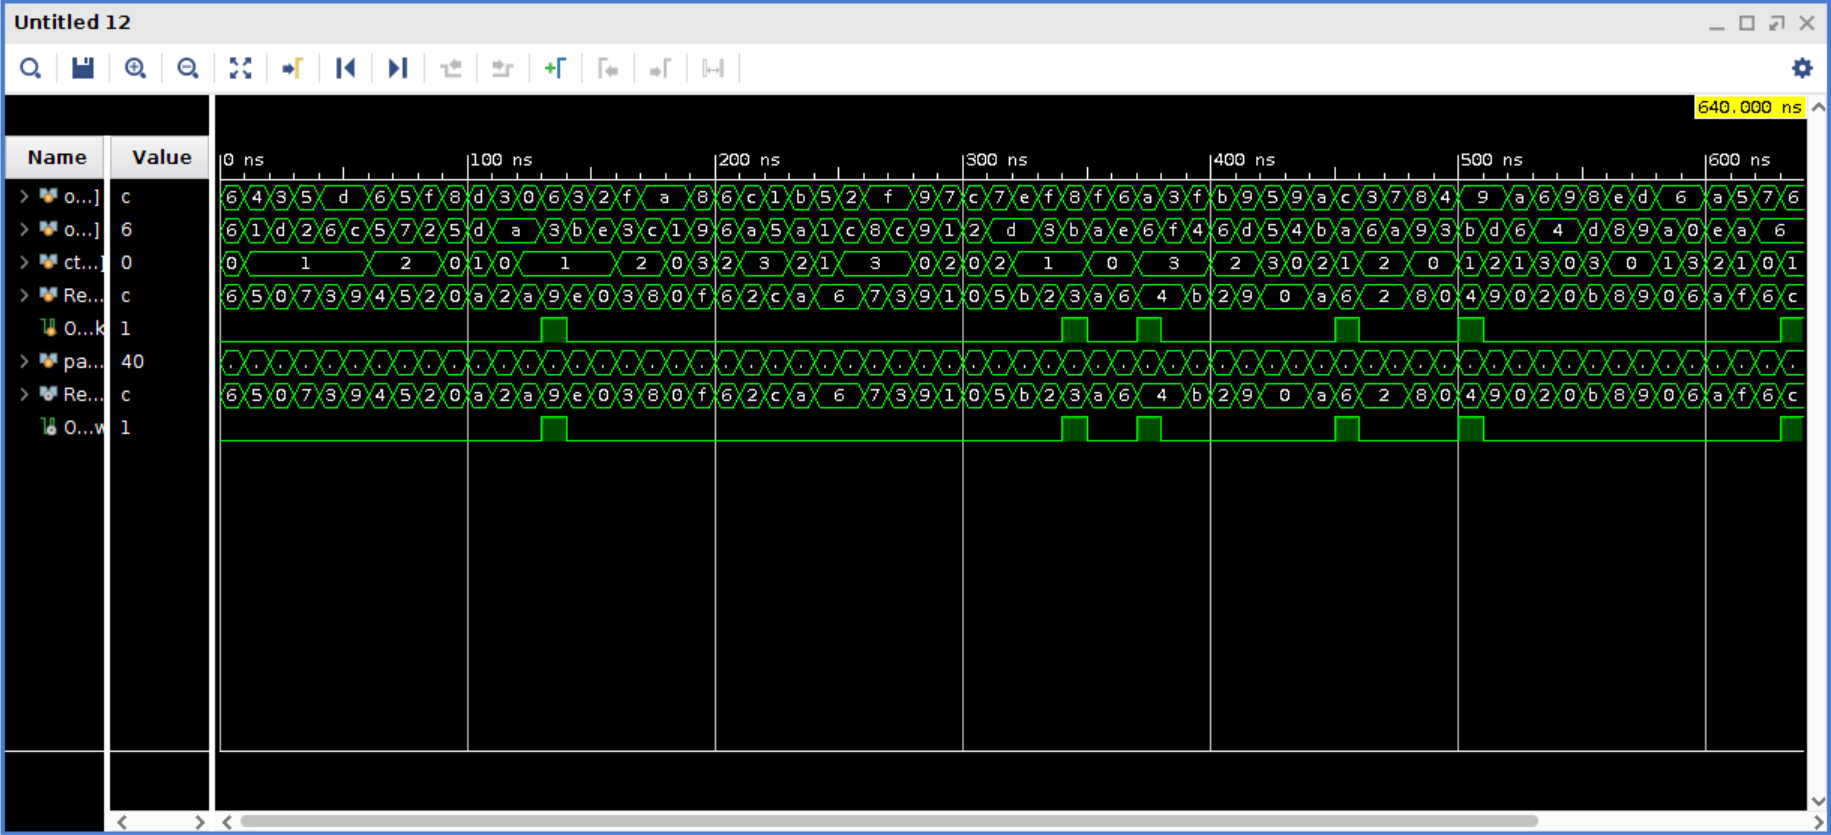 Untitled 12
640.000 ns
Name Value 0 ns 100 ns 200 ns 300 ns 400 ns 500 ns 600 ns
o...] c 6 4 3 5 d 6 5 f 8 d 3 0 6 3 2 f a 8 6 c 1 b 5 2 f 9 7 c 7 e f 8 f 6 a 3 f b 9 5 9 a c 3 7 8 4 9 a 6 9 8 e d 6 a 5 7 6
o...] 6 6 1 d 2 6 c 5 7 2 5 d a 3 b e 3 c 1 9 6 a 5 a 1 c 8 c 9 1 2 d 3 b a e 6 f 4 6 d 5 4 b a 6 a 9 3 b d 6 4 d 8 9 a 0 e a 6
ct...] 0 0 1 2 0 1 0 1 2 0 3 2 3 2 1 3 0 2 0 2 1 0 3 2 3 0 2 1 2 0 1 2 1 3 0 3 0 1 3 2 1 0 1
Re... c 6 5 0 7 3 9 4 5 2 0 a 2 a 9 e 0 3 8 0 f 6 2 c a 6 7 3 9 1 0 5 b 2 3 a 6 4 b 2 9 0 a 6 2 8 0 4 9 0 2 0 b 8 9 0 6 a f 6 c
O...k 1
pa... 40
Re... c 6 5 0 7 3 9 4 5 2 0 a 2 a 9 e 0 3 8 0 f 6 2 c a 6 7 3 9 1 0 5 b 2 3 a 6 4 b 2 9 0 a 6 2 8 0 4 9 0 2 0 b 8 9 0 6 a f 6 c
O...w 1